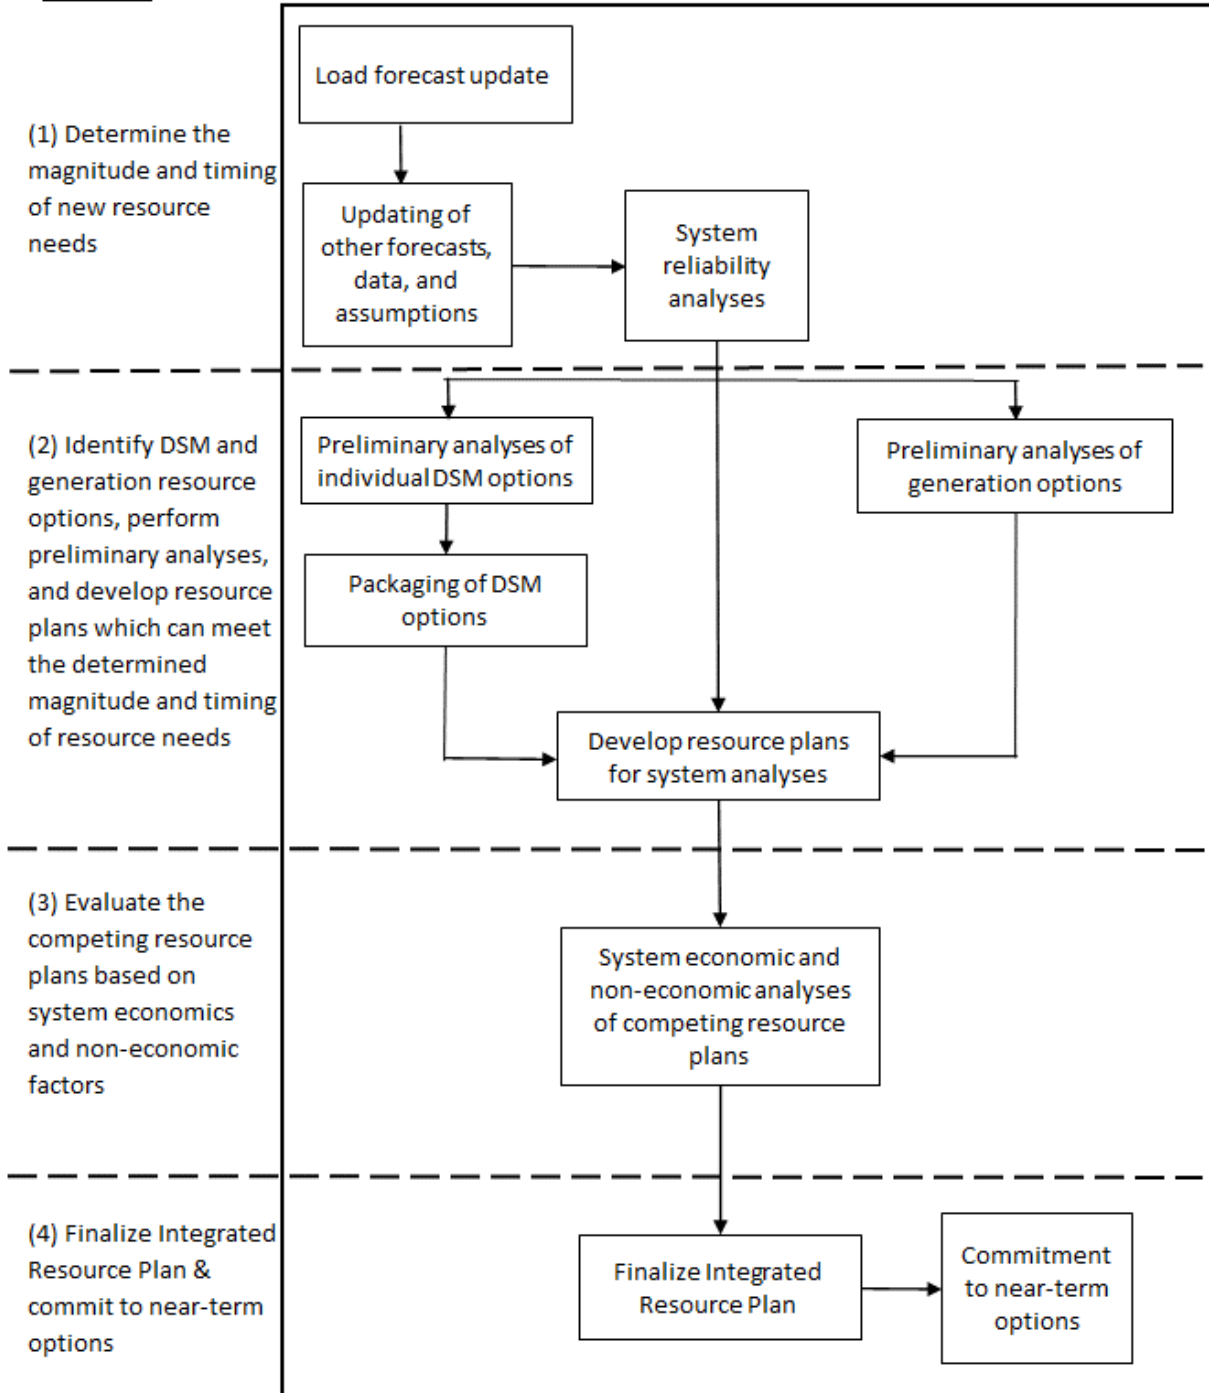 Load forecast update
(1) Determine the
magnitude and timing
of new resource
needs
Updating of
other forecasts,
data, and
assumptions
System
reliability
analyses
(2) Identify DSM and
generation resource
options, perform
preliminary analyses,
and develop resource
plans which can meet
the determined
magnitude and timing
of resource needs
Preliminary analyses of
individual DSM options
Preliminary analyses of
generation options
Packaging of DSM
options
Develop resource plans
for system analyses
(3) Evaluate the
competing resource
plans based on
system economics
and non-economic
factors
System economic and
non-economic analyses
of competing resource
plans
(4) Finalize Integrated
Resource Plan &
commit to near-term
options
Finalize Integrated
Resource Plan
Commitment
to near-term
options